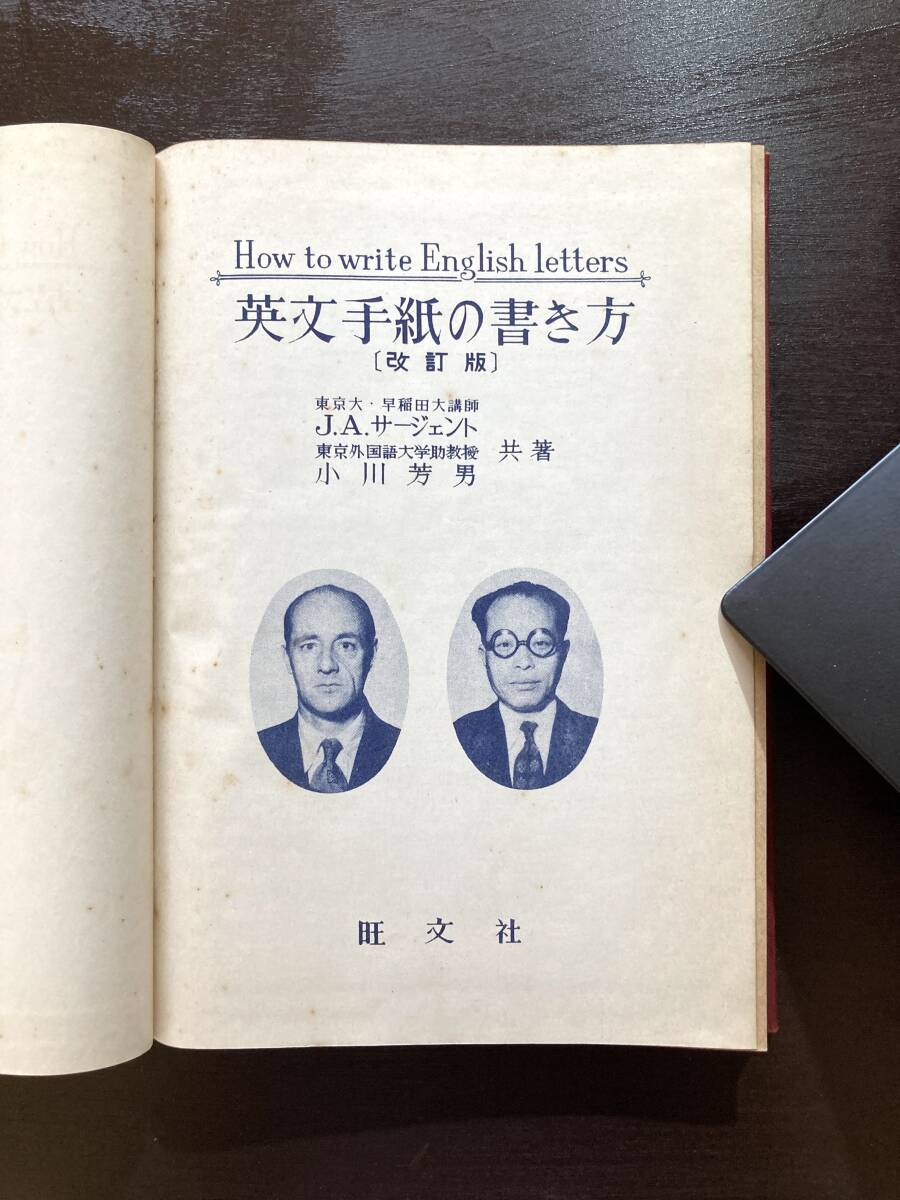 How to write English letters
英文手紙の書き方
〔改訂版〕
東京大・早稲田大講師
J.A.サージェント
東京外国語大学助教授
小川芳男
共著
旺文社